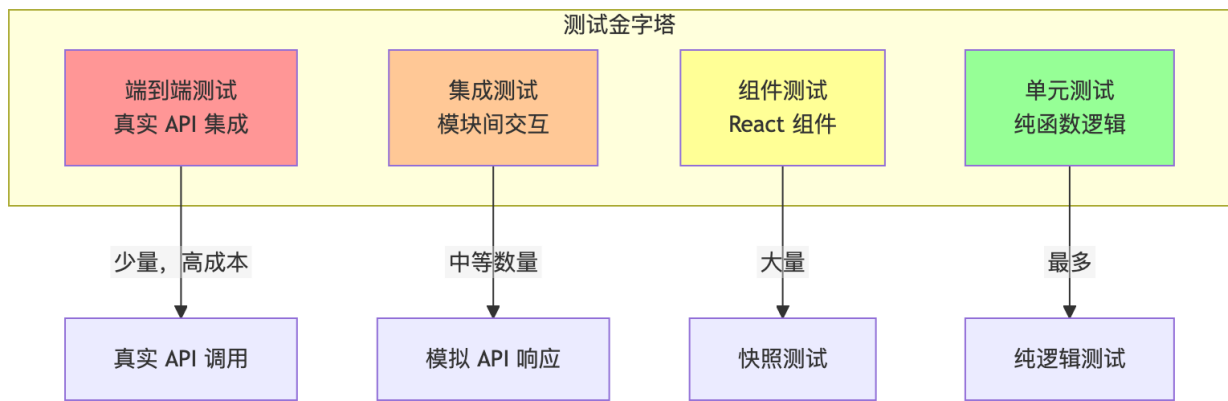 测试金字塔
端到端测试
真实 API 集成
集成测试
模块间交互
组件测试
React 组件
单元测试
纯函数逻辑
少量，高成本
中等数量
大量
最多
真实 API 调用
模拟 API 响应
快照测试
纯逻辑测试